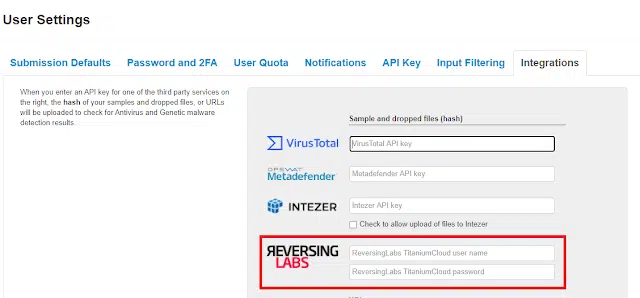 User Settings
Submission Defaults Password and 2FA User Quota Notifications API Key Input Filtering Integrations
When you enter an API key for one of the third party services on
the right, the hash of your samples and dropped files, or URLs
will be uploaded to check for Antivirus and Genetic malware
detection results.
Sample and dropped files (hash)
VirusTotal VirusTotal API key
OPSWAT
Metadefender Metadefender API key
INTEZER Intezer API key
Check to allow upload of files to Intezer
REVERSING
LABS
ReversingLabs TitaniumCloud user name
ReversingLabs TitaniumCloud password